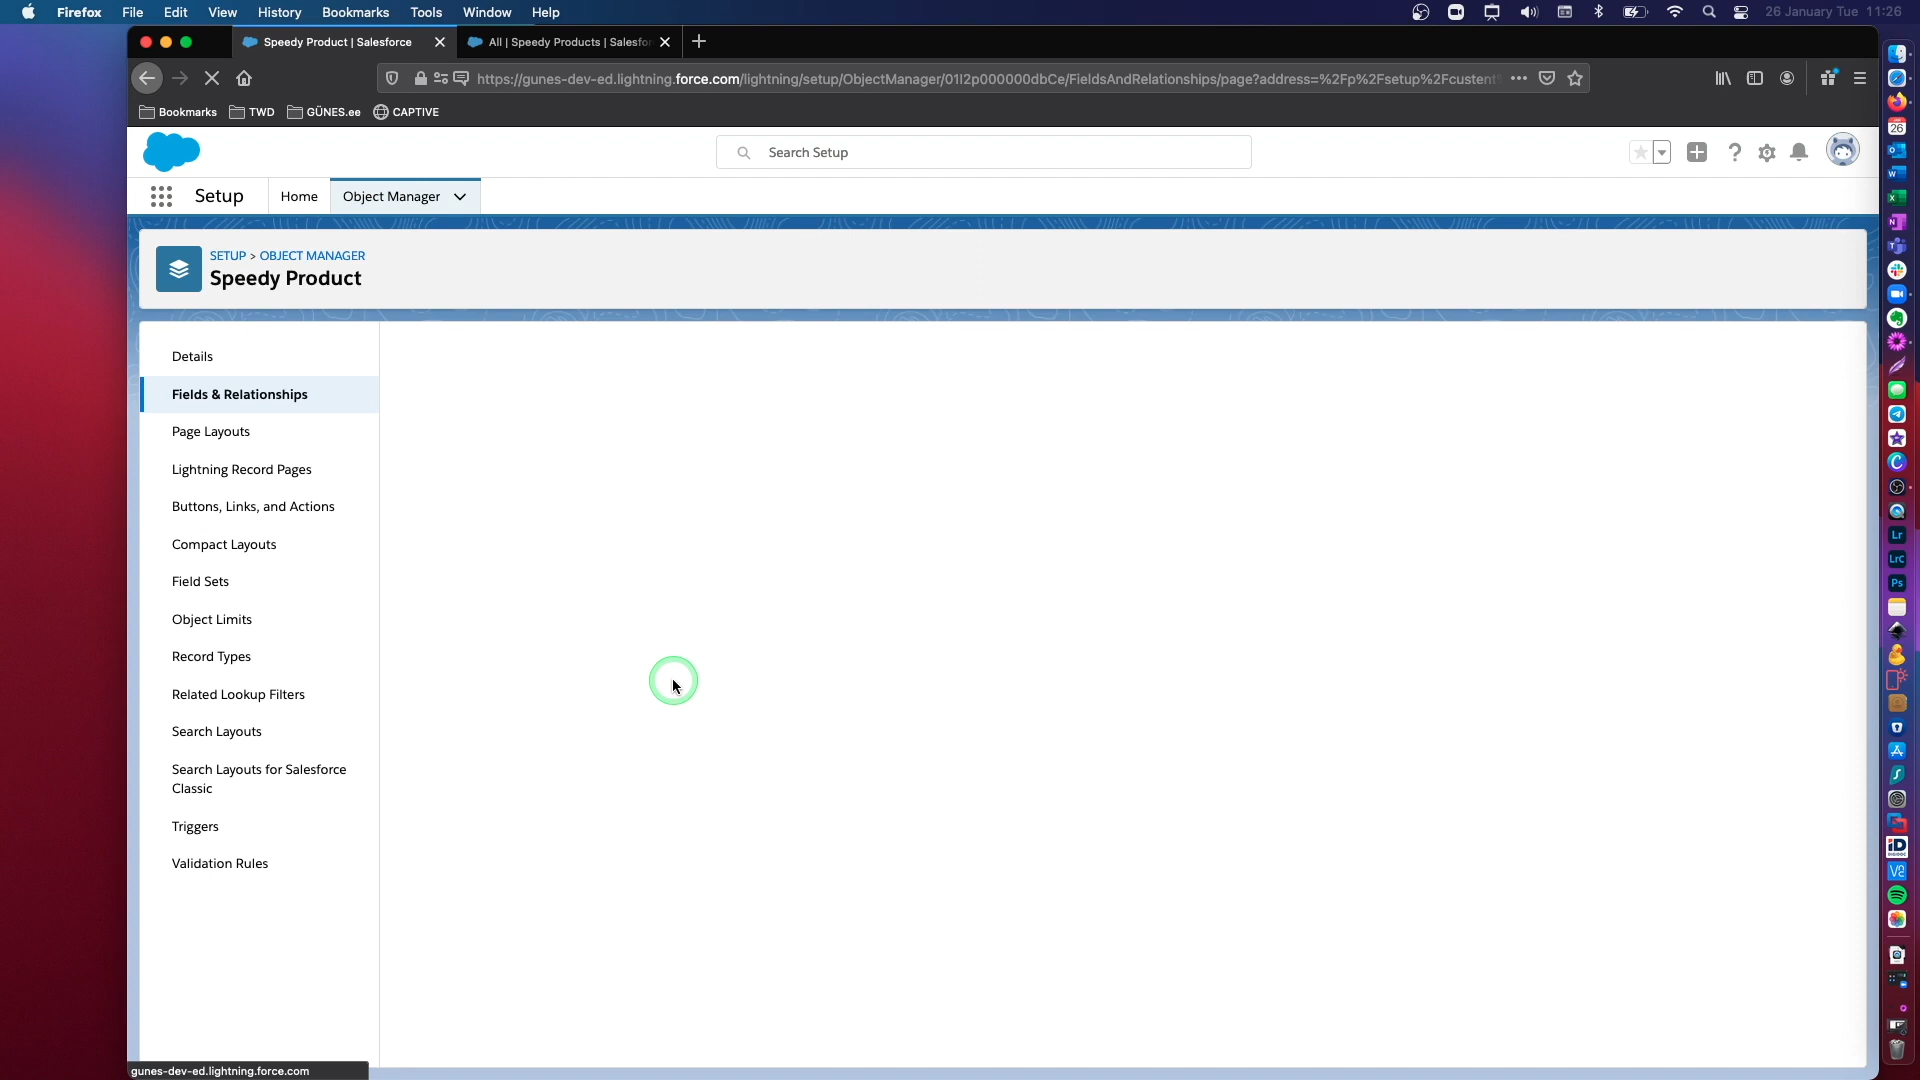 Firefox File Edit View History Bookmarks Tools Window Help
26 January Tue 11:26
Speedy Product | Salesforce
All | Speedy Products | Salesfor
https://gunes-dev-ed.lightning.force.com/lightning/setup/ObjectManager/01I2p000000dbCe/FieldsAndRelationships/page?address=%2Fp%2Fsetup%2Fcustent
Bookmarks TWD GÜNES.ee CAPTIVE
Search Setup
Setup Home Object Manager
SETUP > OBJECT MANAGER
Speedy Product
Details
Fields & Relationships
Page Layouts
Lightning Record Pages
Buttons, Links, and Actions
Compact Layouts
Field Sets
Object Limits
Record Types
Related Lookup Filters
Search Layouts
Search Layouts for Salesforce
Classic
Triggers
Validation Rules
gunes-dev-ed.lightning.force.com
26
Lr
LrC
Ps